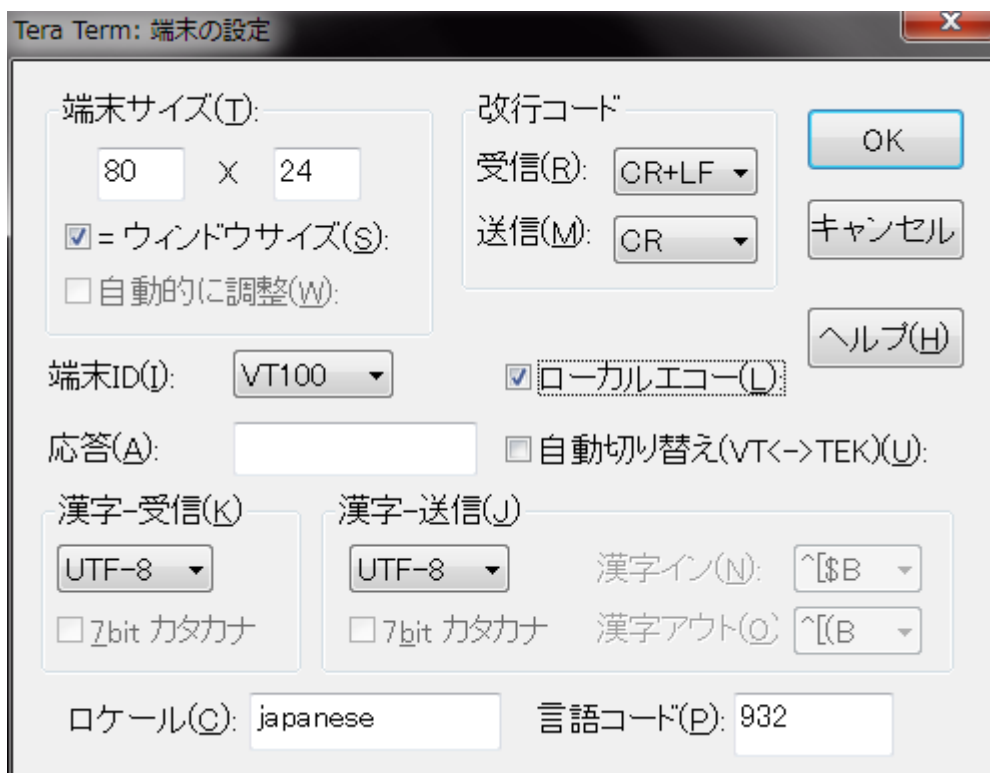 Tera Term: 端末の設定
端末サイズ(T):
80 X 24
= ウィンドウサイズ(S):
自動的に調整(W):
改行コード
受信(R): CR+LF
送信(M): CR
OK
キャンセル
ヘルプ(H)
端末ID(I): VT100
ローカルエコー(L):
応答(A):
自動切り替え(VT<->TEK)(U):
漢字-受信(K)
UTF-8
7bit カタカナ
漢字-送信(J)
UTF-8
7bit カタカナ
漢字イン(N): ^[$B
漢字アウト(O) ^[(B
ロケール(C): japanese
言語コード(P): 932